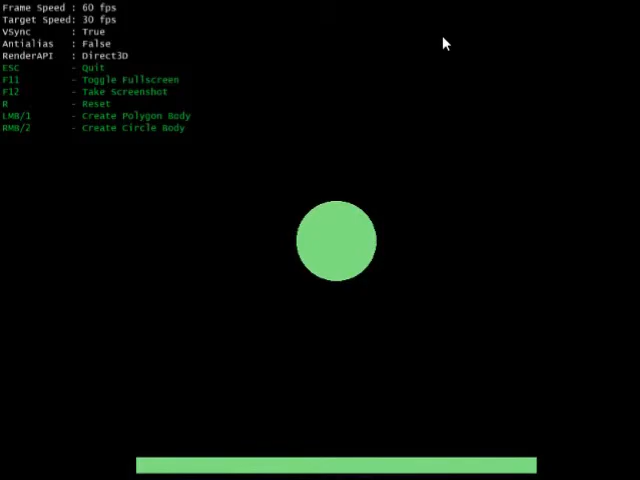 Frame Speed : 60 fps
Target Speed: 30 fps
VSync : True
Antialias : False
RenderAPI : Direct3D
ESC - Quit
F11 - Toggle Fullscreen
F12 - Take Screenshot
R - Reset
LMB/1 - Create Polygon Body
RMB/2 - Create Circle Body